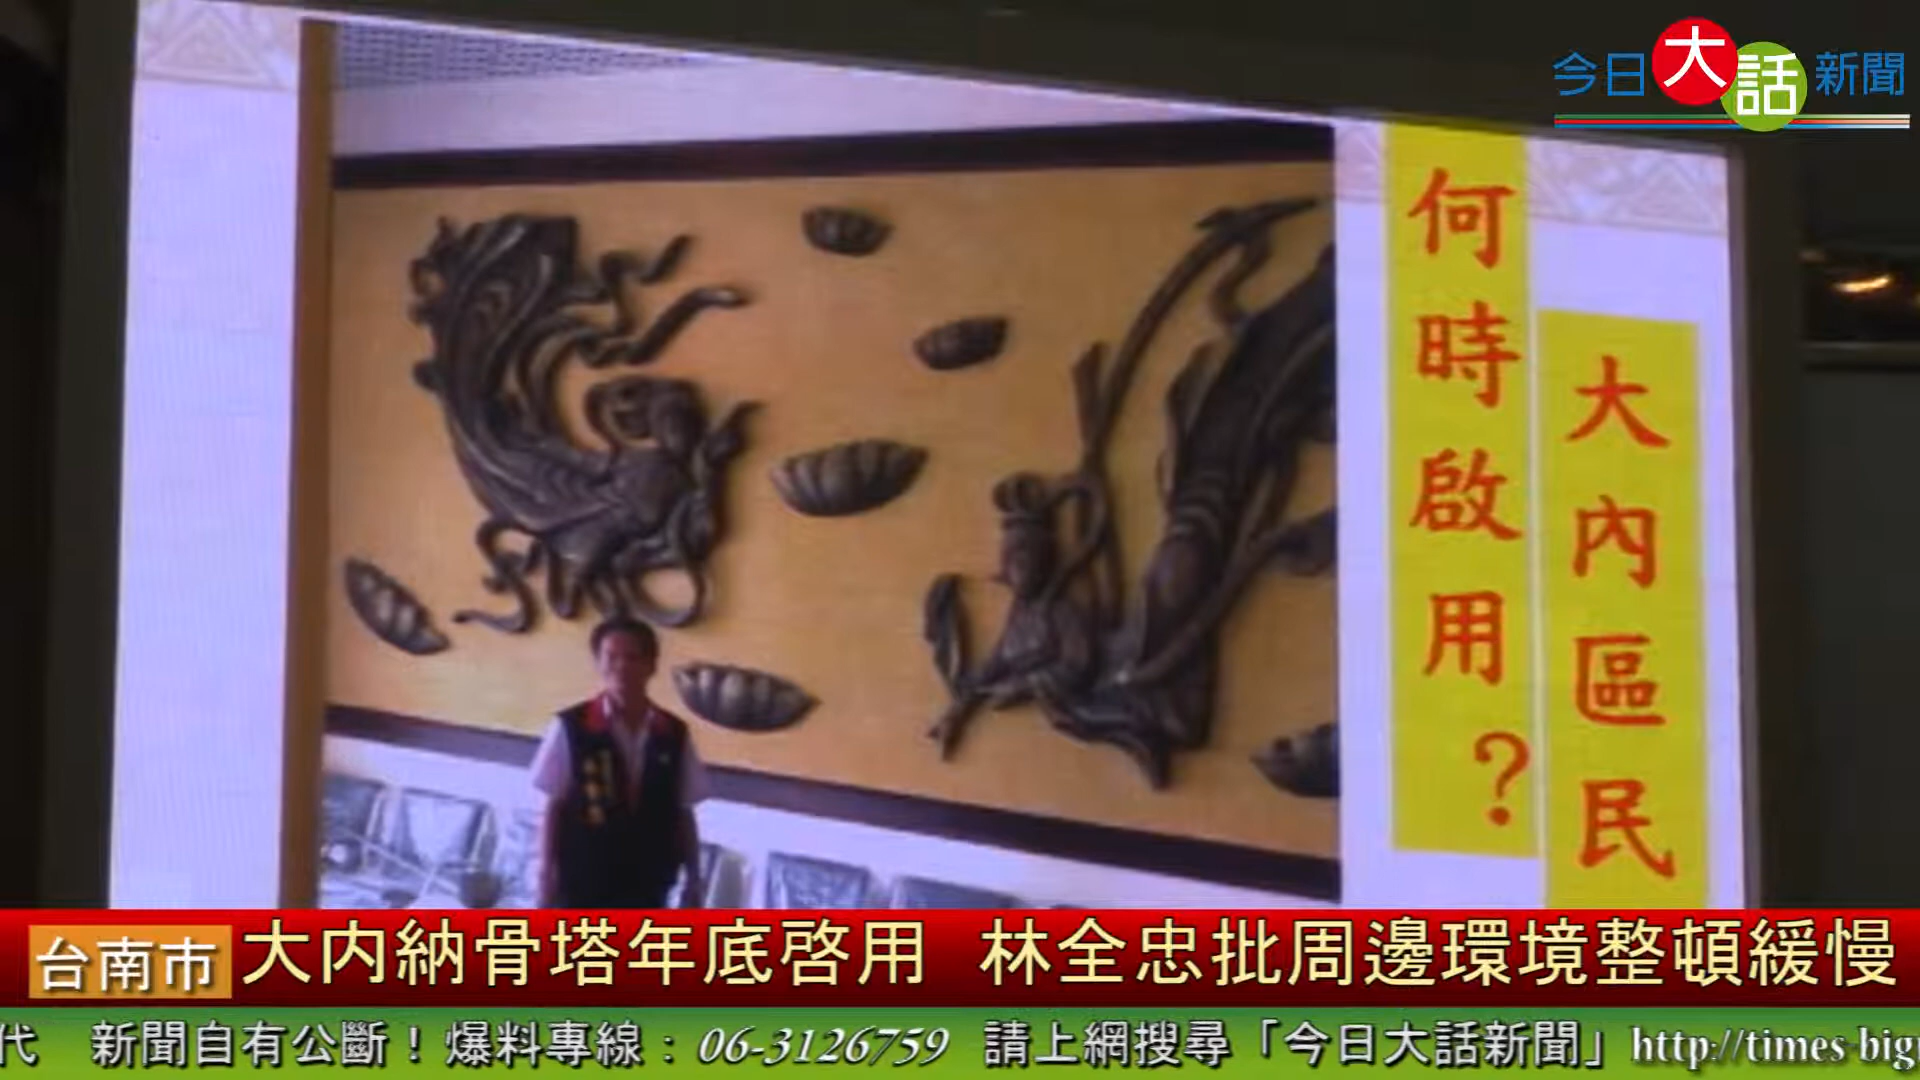 今日大話新聞
大內區民
何時啟用？
台南市
大内納骨塔年底啓用 林全忠批周邊環境整頓緩慢
代 新聞自有公斷！爆料專線：06-3126759 請上網搜尋「今日大話新聞」http://times-big